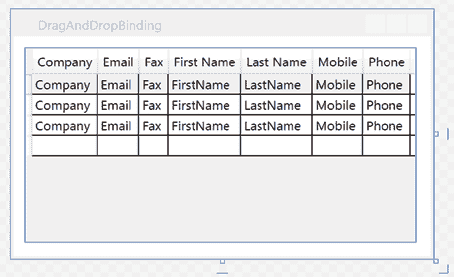 DragAndDropBinding
Company Email Fax First Name Last Name Mobile Phone
Company Email Fax FirstName LastName Mobile Phone
Company Email Fax FirstName LastName Mobile Phone
Company Email Fax FirstName LastName Mobile Phone